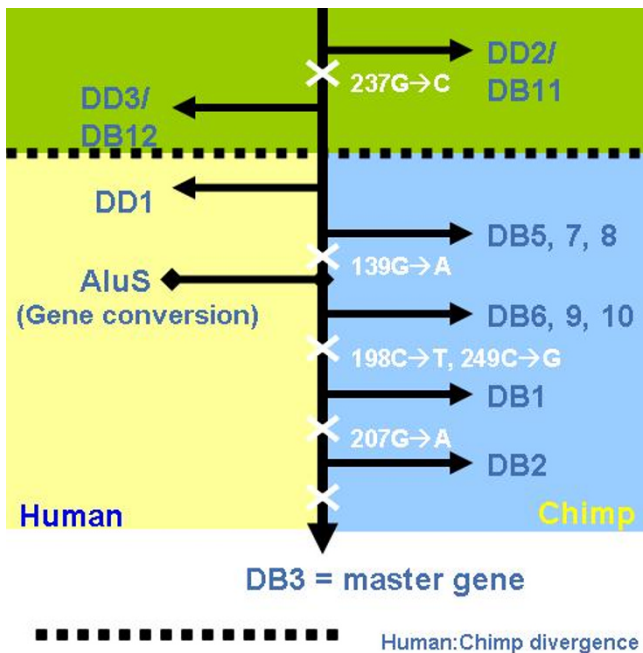 DD2/
DB11
237G→C
DD3/
DB12
DD1
DB5, 7, 8
139G→A
AluS
(Gene conversion)
DB6, 9, 10
198C→T, 249C→G
DB1
207G→A
DB2
Human
Chimp
DB3 = master gene
Human:Chimp divergence